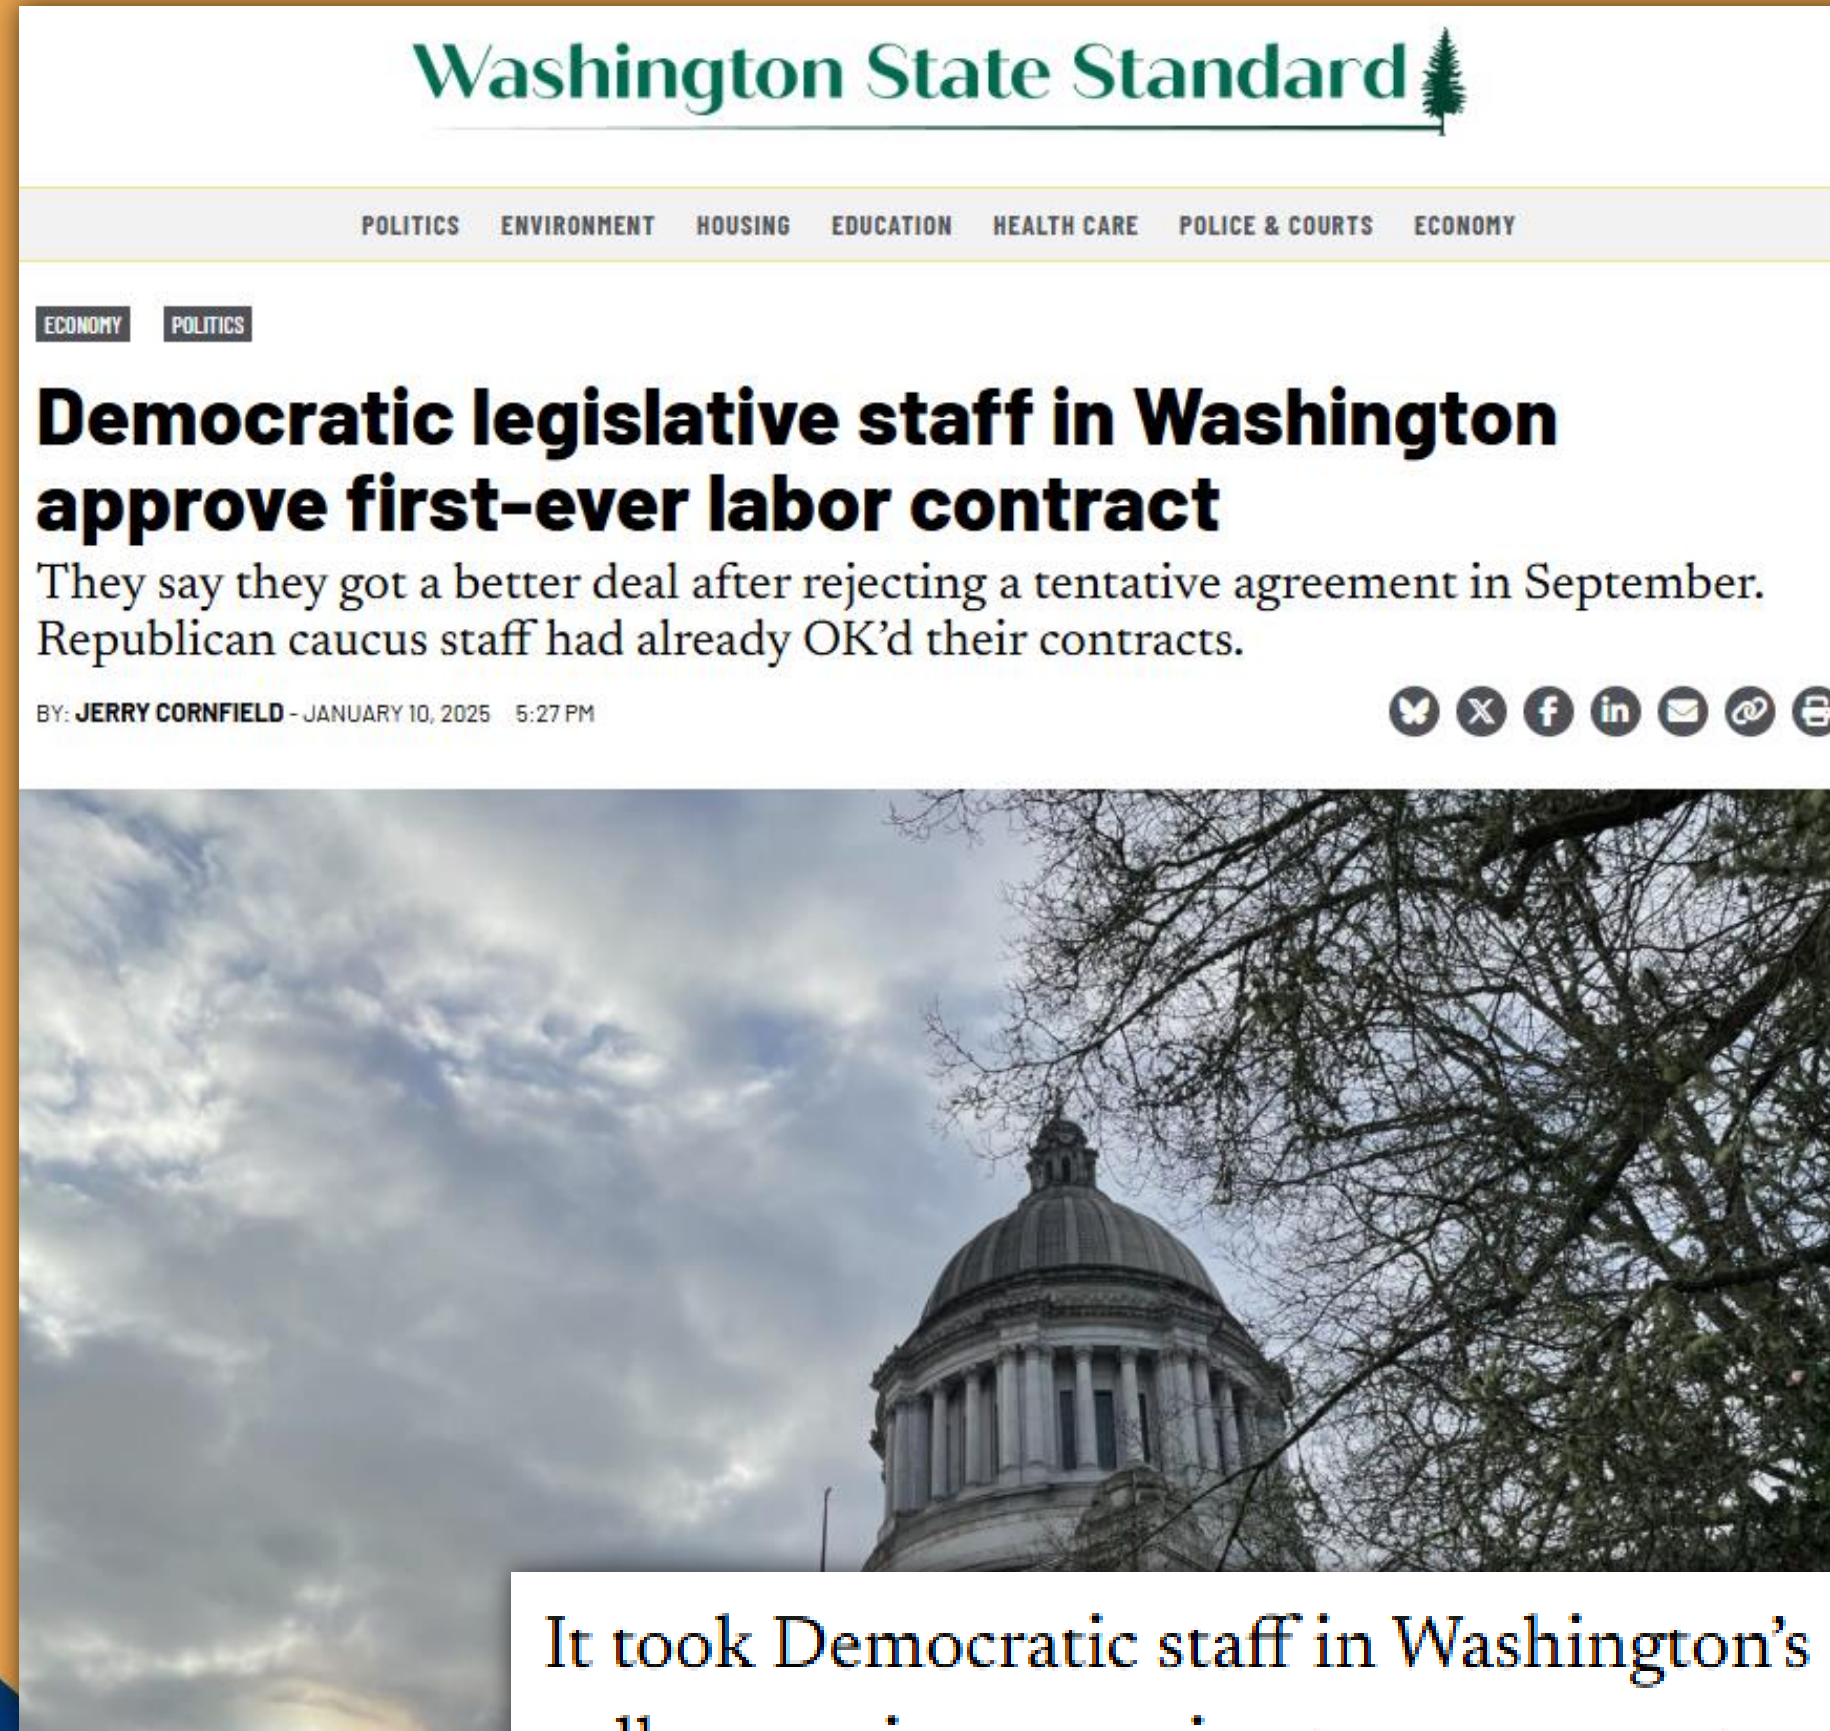 Washington State Standard
POLITICS ENVIRONMENT HOUSING EDUCATION HEALTH CARE POLICE & COURTS ECONOMY
ECONOMY POLITICS
Democratic legislative staff in Washington
approve first-ever labor contract
They say they got a better deal after rejecting a tentative agreement in September.
Republican caucus staff had already OK’d their contracts.
BY: JERRY CORNFIELD - JANUARY 10, 2025 5:27 PM
It took Democratic staff in Washington’s